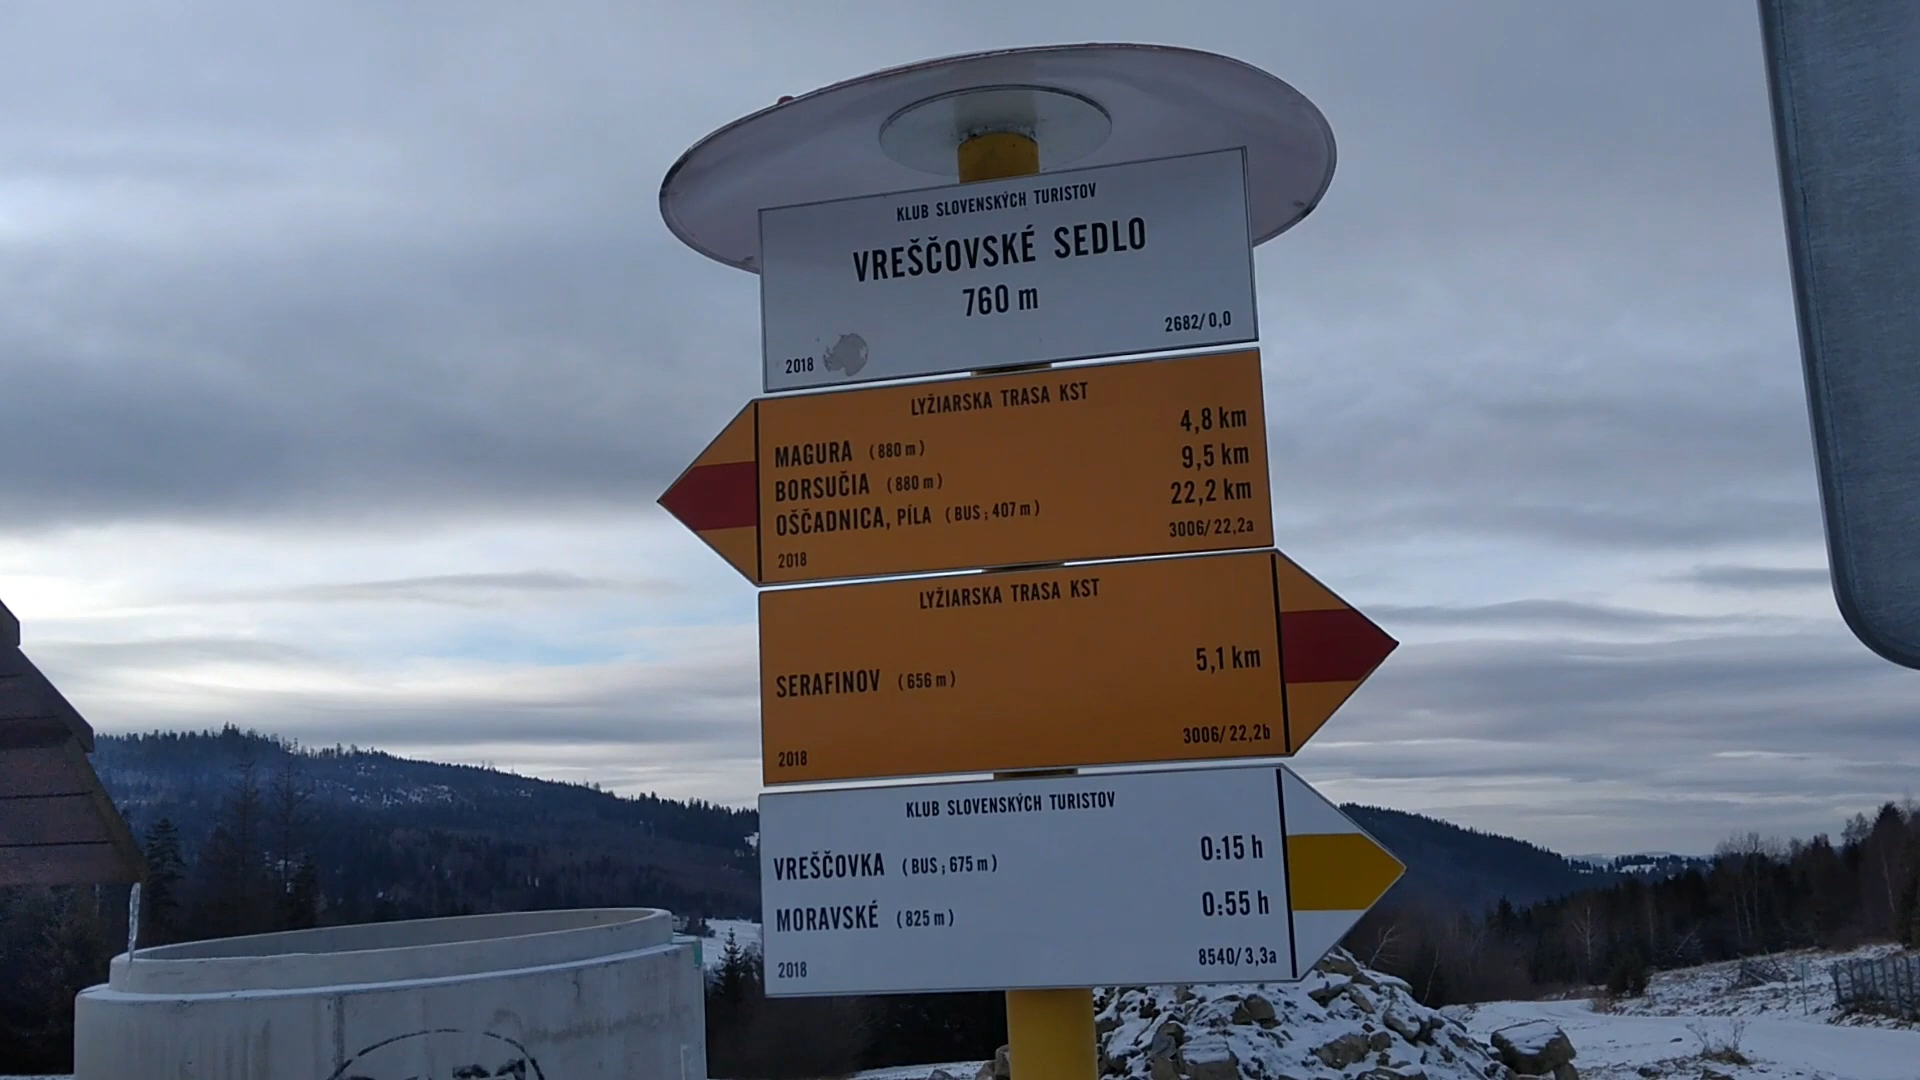 KLUB SLOVENSKÝCH TURISTOV
VREŠČOVSKÉ SEDLO
760 m
2018 2682/0,0
LYŽIARSKA TRASA KST
MAGURA (880 m) 4,8 km
BORSUČIA (880 m) 9,5 km
OŠČADNICA, PÍLA (BUS ; 407 m) 22,2 km
2018 3006/22,2a
LYŽIARSKA TRASA KST
SERAFINOV (656 m) 5,1 km
2018 3006/22,2b
KLUB SLOVENSKÝCH TURISTOV
VREŠČOVKA (BUS ; 675 m) 0:15 h
MORAVSKÉ (825 m) 0:55 h
2018 8540/3,3a